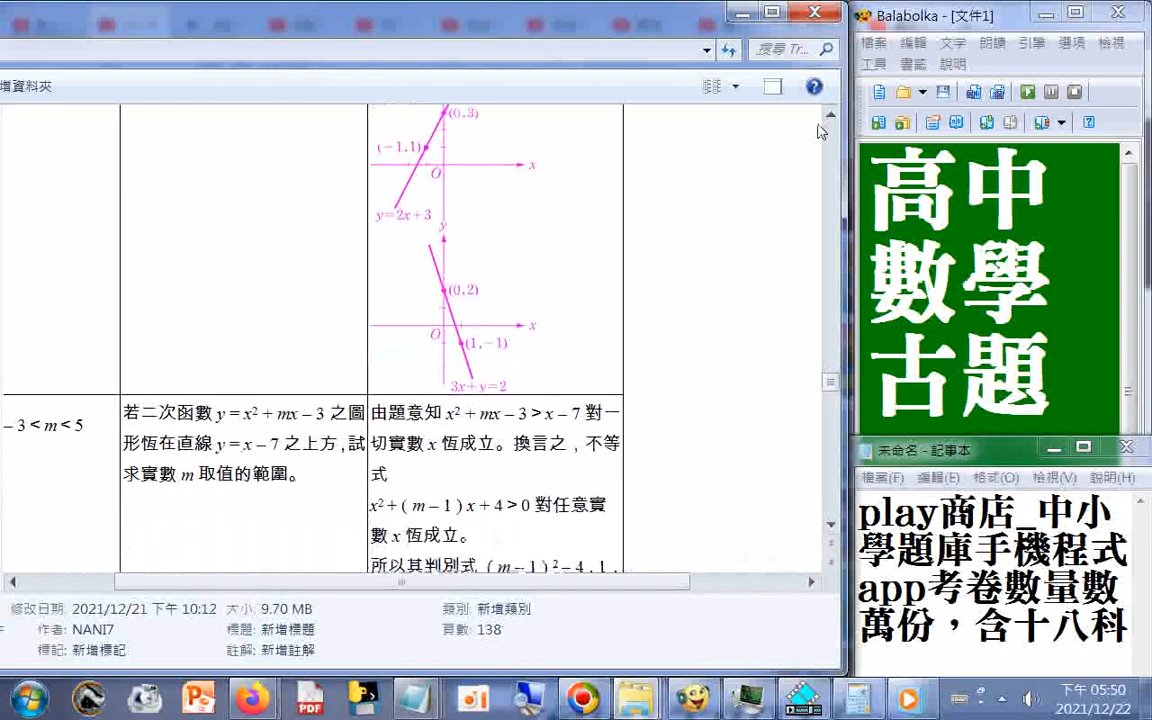 搜尋 Tr...
增資料夾
(0,3)
(−1,1)
O
x
y=2x+3
y
(0,2)
x
O
(1,−1)
3x+y=2
−3<m<5
若二次函數 y = x² + mx − 3 之圖
形恆在直線 y = x − 7 之上方，試
求實數 m 取值的範圍。
由題意知 x² + mx − 3 > x − 7 對一
切實數 x 恆成立。換言之，不等
式
x² + ( m − 1 ) x + 4 > 0 對任意實
數 x 恆成立。
所以其判別式 ( m − 1 ) ² − 4 . 1 .
修改日期: 2021/12/21 下午 10:12
大小: 9.70 MB
類別: 新增類別
作者: NANI7
標題: 新增標題
頁數: 138
標記: 新增標記
註解: 新增註解
Balabolka - [文件1]
檔案 編輯 文字 朗讀 引擎 選項 檢視
工具 書籤 說明
高中
數學
古題
未命名 - 記事本
檔案(F) 編輯(E) 格式(O) 檢視(V) 說明(H)
play商店_中小
學題庫手機程式
app考卷數量數
萬份，含十八科
PDF
下午 05:50
2021/12/22